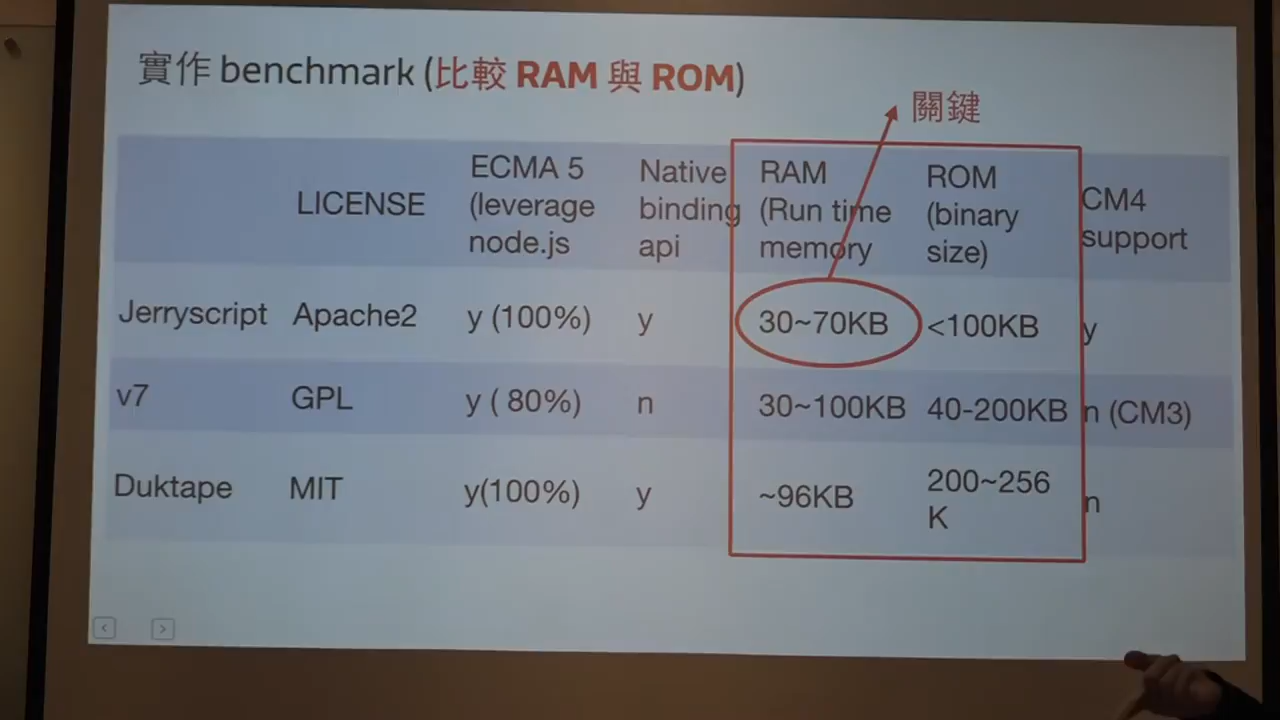 實作 benchmark (比較 RAM 與 ROM)
關鍵
LICENSE
ECMA 5
(leverage
node.js
Native
binding
api
RAM
(Run time
memory
ROM
(binary
size)
CM4
support
Jerryscript Apache2 y (100%) y 30~70KB <100KB y
v7 GPL y ( 80%) n 30~100KB 40-200KB n (CM3)
Duktape MIT y(100%) y ~96KB 200~256
K
n